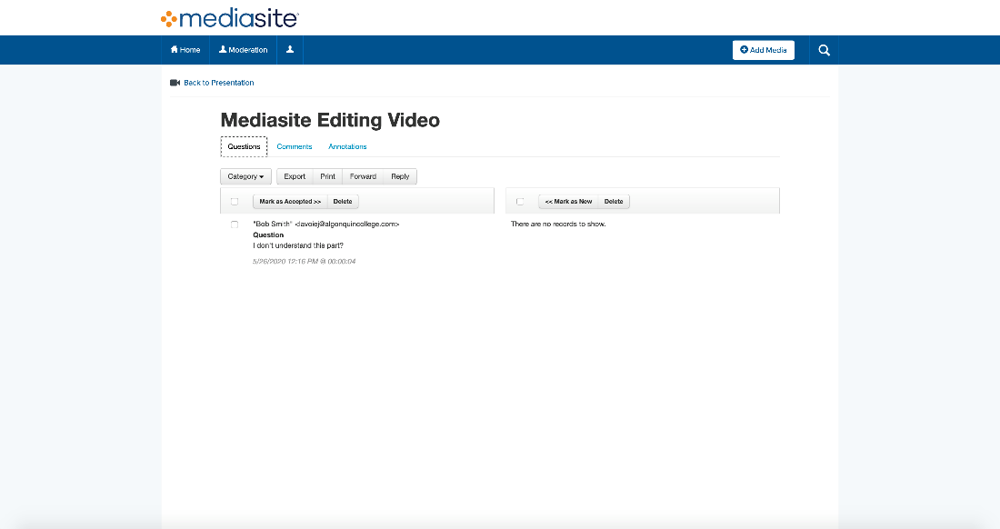 mediasite
Home
Moderation
Add Media
Back to Presentation
Mediasite Editing Video
Questions
Comments
Annotations
Category
Export
Print
Forward
Reply
Mark as Accepted >>
Delete
<< Mark as New
Delete
"Bob Smith" <lavoiej@algonquincollege.com>
Question
I don't understand this part?
5/26/2020 12:16 PM @ 00:00:04
There are no records to show.